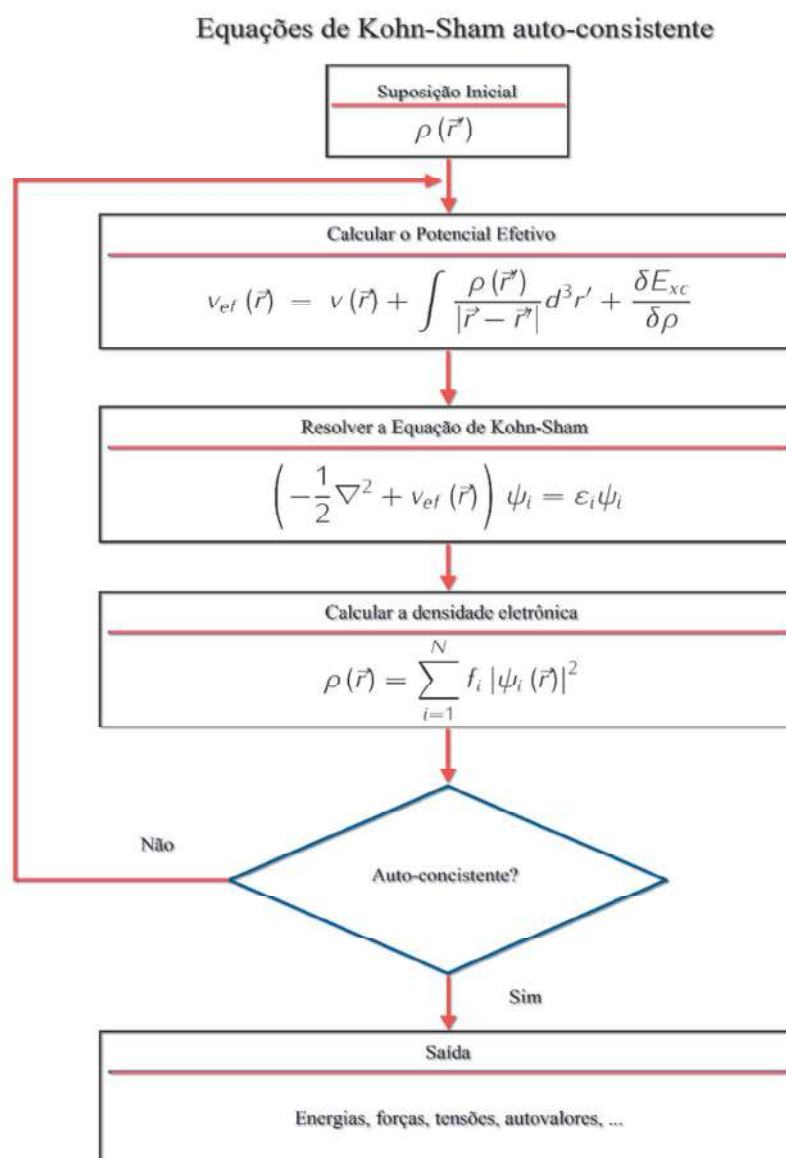 Equações de Kohn-Sham auto-consistente
Suposição Inicial
ρ (r⃗′)
Calcular o Potencial Efetivo
v_ef (r⃗) = v (r⃗) + ∫ ρ (r⃗′) / |r⃗ − r⃗′| d³r′ + δE_xc / δρ
Resolver a Equação de Kohn-Sham
(−1/2 ∇² + v_ef (r⃗)) ψ_i = ε_i ψ_i
Calcular a densidade eletrônica
ρ (r⃗) = ∑_{i=1}^{N} f_i |ψ_i (r⃗)|²
Não
Auto-concistente?
Sim
Saída
Energias, forças, tensões, autovalores, ...